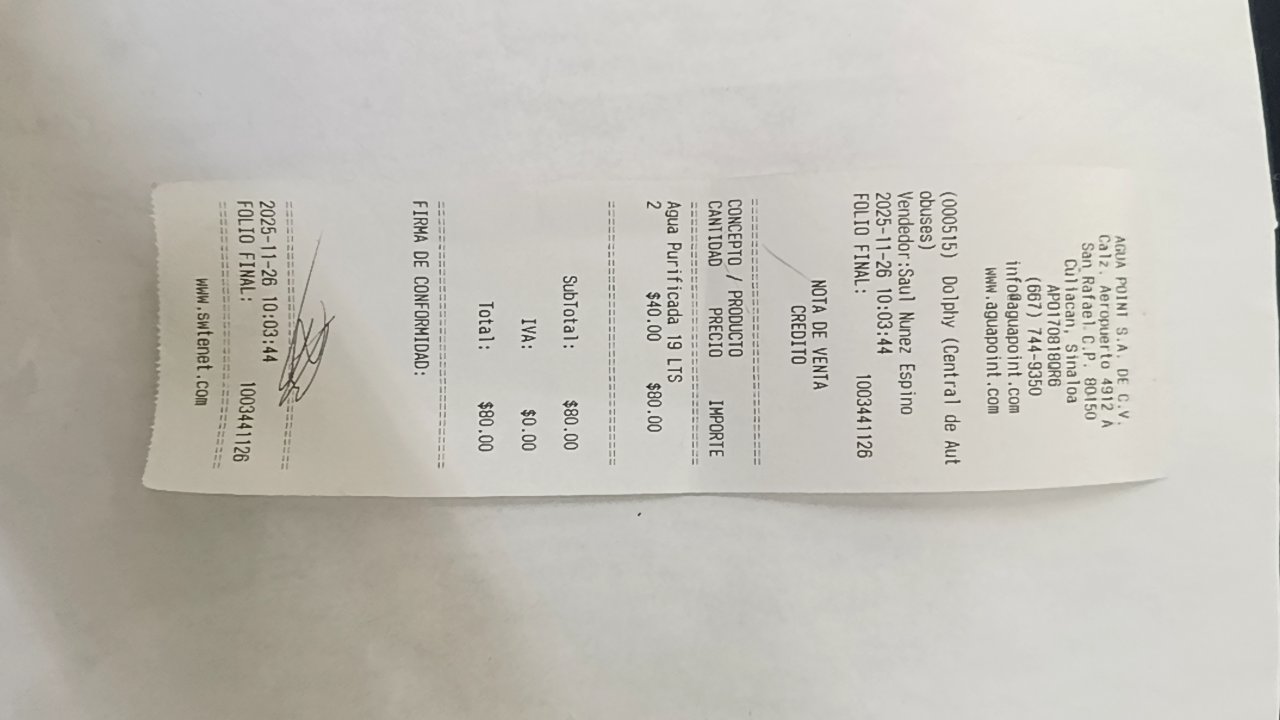 AGUA POINT S.A. DE C.V.
Calz. Aeropuerto 4912 A
San Rafael C.P. 80150
Culiacan, Sinaloa
APO1708180R6
(667) 744-9350
info@aguapoint.com
www.aguapoint.com
(000515) Dolphy (Central de Aut
obuses)
Vendedor:Saul Nunez Espino
2025-11-26 10:03:44
FOLIO FINAL: 1003441126
NOTA DE VENTA
CREDITO
CONCEPTO / PRODUCTO
CANTIDAD PRECIO IMPORTE
Agua Purificada 19 LTS
2 $40.00 $80.00
SubTotal: $80.00
IVA: $0.00
Total: $80.00
FIRMA DE CONFORMIDAD:
2025-11-26 10:03:44
FOLIO FINAL: 1003441126
www.swtenet.com